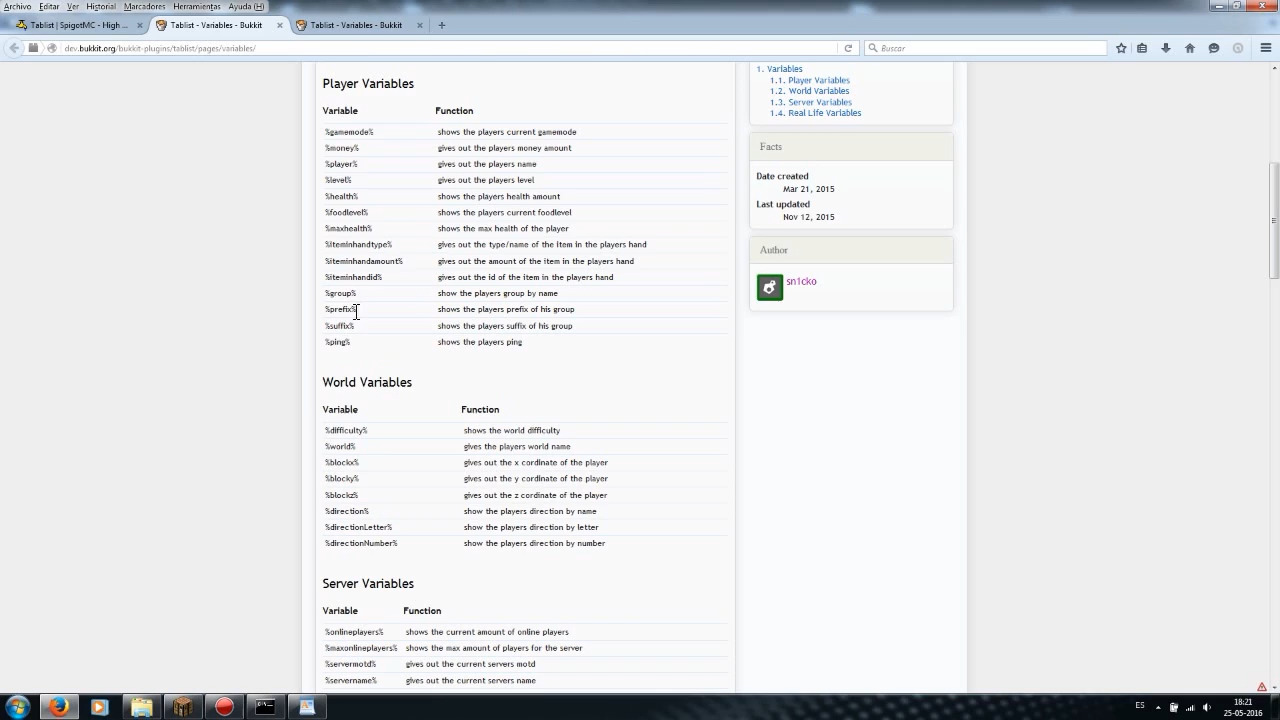 Archivo Editar Ver Historial Marcadores Herramientas Ayuda (H)
Tablist | SpigotMC - High ... Tablist - Variables - Bukkit Tablist - Variables - Bukkit
dev.bukkit.org/bukkit-plugins/tablist/pages/variables/ Buscar
Player Variables
Variable Function
%gamemode% shows the players current gamemode
%money% gives out the players money amount
%player% gives out the players name
%level% gives out the players level
%health% shows the players health amount
%foodlevel% shows the players current foodlevel
%maxhealth% shows the max health of the player
%iteminhandtype% gives out the type/name of the item in the players hand
%iteminhandamount% gives out the amount of the item in the players hand
%iteminhandid% gives out the id of the item in the players hand
%group% show the players group by name
%prefix% shows the players prefix of his group
%suffix% shows the players suffix of his group
%ping% shows the players ping
World Variables
Variable Function
%difficulty% shows the world difficulty
%world% gives the players world name
%blockx% gives out the x cordinate of the player
%blocky% gives out the y cordinate of the player
%blockz% gives out the z cordinate of the player
%direction% show the players direction by name
%directionLetter% show the players direction by letter
%directionNumber% show the players direction by number
Server Variables
Variable Function
%onlineplayers% shows the current amount of online players
%maxonlineplayers% shows the max amount of players for the server
%servermotd% gives out the current servers motd
%servername% gives out the current servers name
1. Variables
1.1. Player Variables
1.2. World Variables
1.3. Server Variables
1.4. Real Life Variables
Facts
Date created
Mar 21, 2015
Last updated
Nov 12, 2015
Author
sn1cko
ES 18:21
25-05-2016